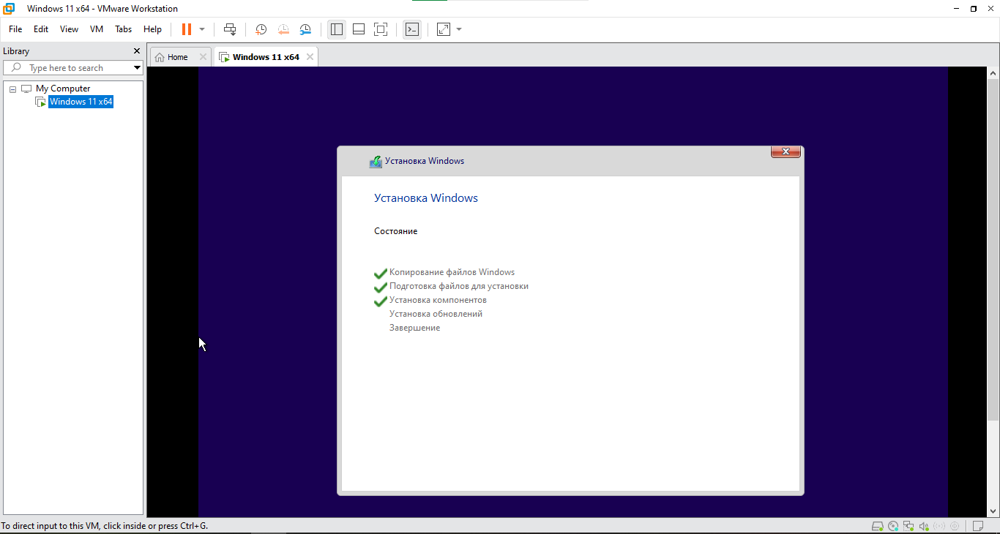 Windows 11 x64 - VMware Workstation
File Edit View VM Tabs Help
Library
Type here to search
My Computer
Windows 11 x64
Home
Windows 11 x64
Установка Windows
Установка Windows
Состояние
Копирование файлов Windows
Подготовка файлов для установки
Установка компонентов
Установка обновлений
Завершение
To direct input to this VM, click inside or press Ctrl+G.